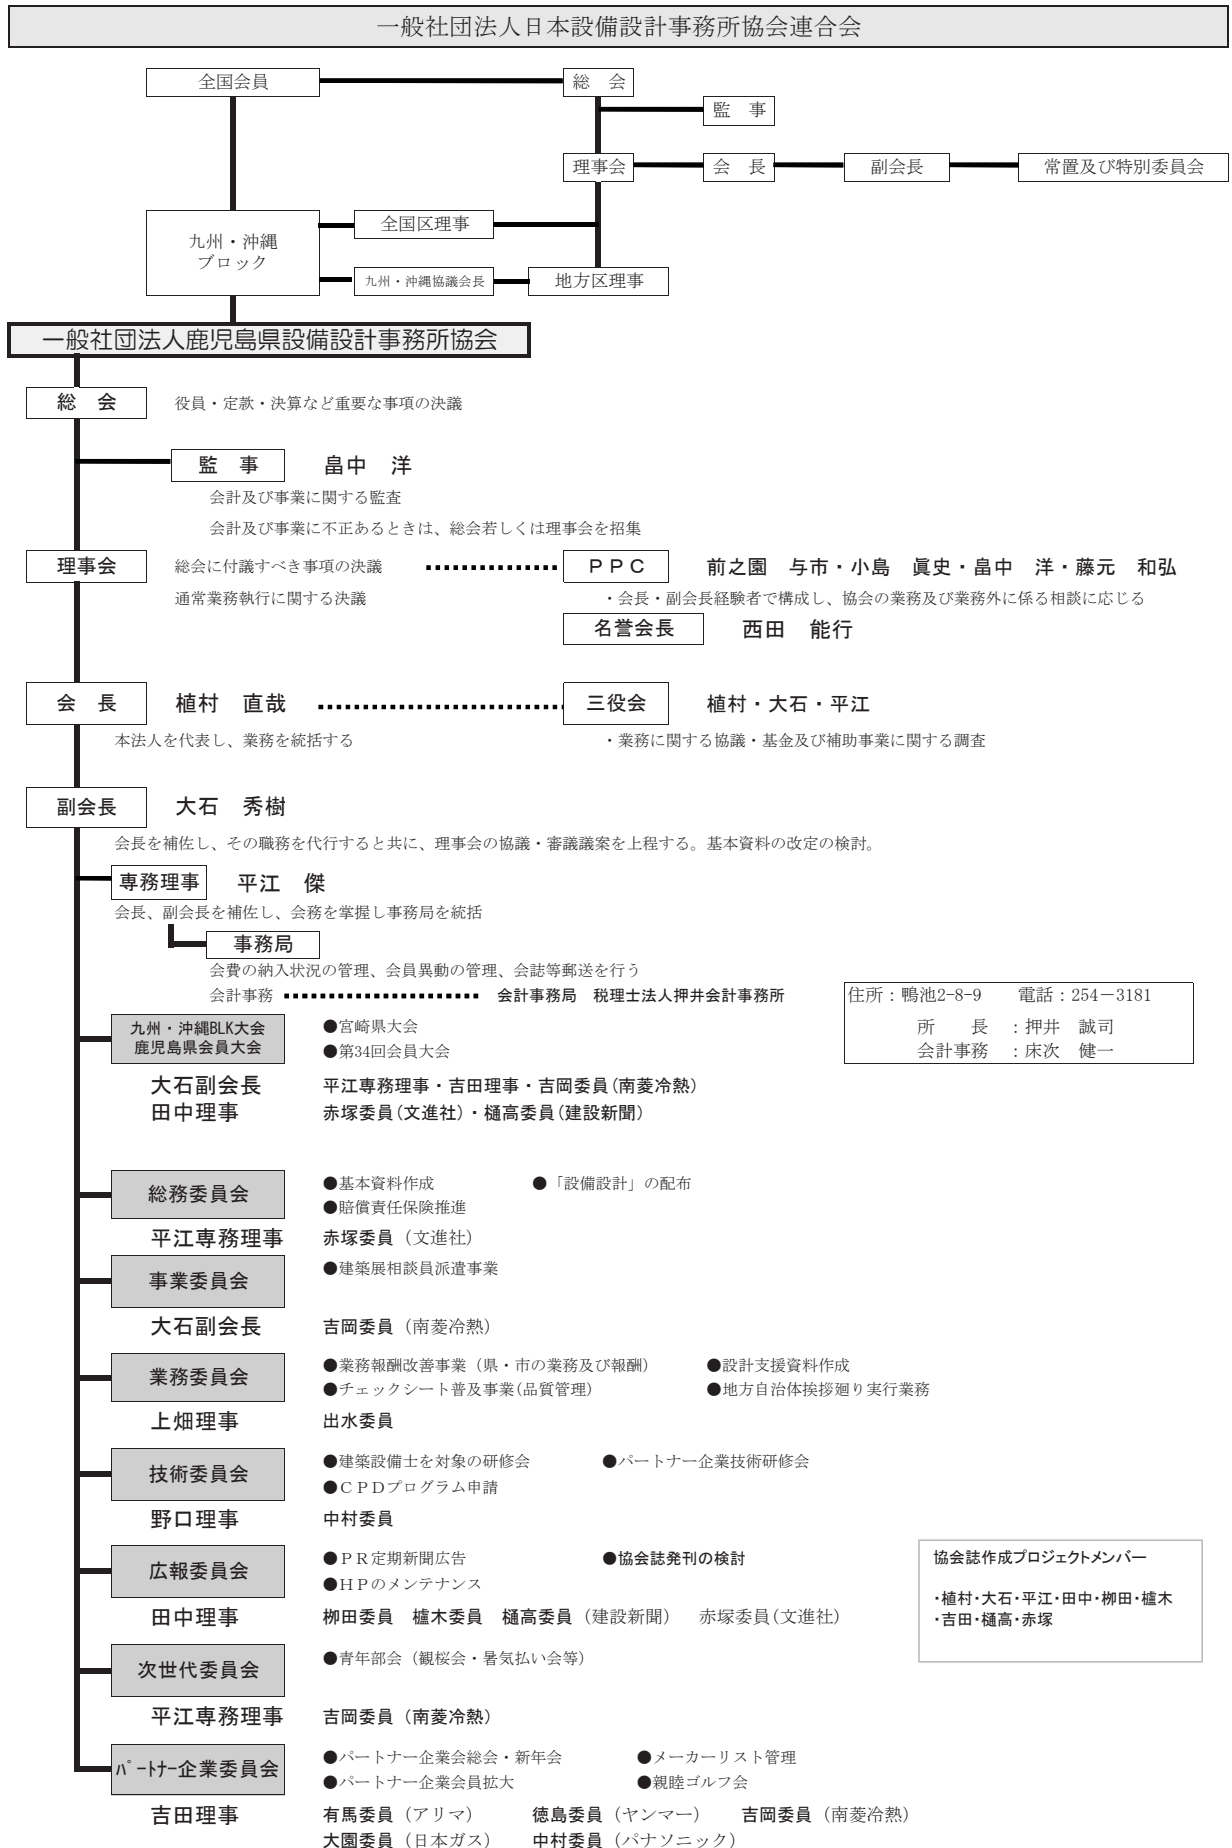 一般社団法人日本設備設計事務所協会連合会
全国会員
総　会
監　事
理事会
会　長
副会長
常置及び特別委員会
九州・沖縄
ブロック
全国区理事
九州・沖縄協議会長
地方区理事
一般社団法人鹿児島県設備設計事務所協会
総　会　役員・定款・決算など重要な事項の決議
監　事　畠中　洋
会計及び事業に関する監査
会計及び事業に不正あるときは、総会若しくは理事会を招集
理事会　総会に付議すべき事項の決議　ＰＰＣ　前之園　与市・小島　眞史・畠中　洋・藤元　和弘
通常業務執行に関する決議　・会長・副会長経験者で構成し、協会の業務及び業務外に係る相談に応じる
名誉会長　西田　能行
会　長　植村　直哉　三役会　植村・大石・平江
本法人を代表し、業務を統括する　・業務に関する協議・基金及び補助事業に関する調査
副会長　大石　秀樹
会長を補佐し、その職務を代行すると共に、理事会の協議・審議議案を上程する。基本資料の改定の検討。
専務理事　平江　傑
会長、副会長を補佐し、会務を掌握し事務局を統括
事務局
会費の納入状況の管理、会員異動の管理、会誌等郵送を行う
会計事務　会計事務局　税理士法人押井会計事務所
住所：鴨池2-8-9　電話：254－3181
所　長　：押井　誠司
会計事務　：床次　健一
九州・沖縄BLK大会
鹿児島県会員大会
●宮崎県大会
●第34回会員大会
大石副会長　平江専務理事・吉田理事・吉岡委員(南菱冷熱)
田中理事　赤塚委員(文進社)・樋高委員(建設新聞)
総務委員会
●基本資料作成　●「設備設計」の配布
●賠償責任保険推進
平江専務理事　赤塚委員（文進社）
事業委員会
●建築展相談員派遣事業
大石副会長　吉岡委員（南菱冷熱）
業務委員会
●業務報酬改善事業（県・市の業務及び報酬）　●設計支援資料作成
●チェックシート普及事業(品質管理)　●地方自治体挨拶廻り実行業務
上畑理事　出水委員
技術委員会
●建築設備士を対象の研修会　●パートナー企業技術研修会
●ＣＰＤプログラム申請
野口理事　中村委員
広報委員会
●ＰＲ定期新聞広告　●協会誌発刊の検討
●ＨＰのメンテナンス
田中理事　栁田委員　櫨木委員　樋高委員（建設新聞）　赤塚委員(文進社)
協会誌作成プロジェクトメンバー
・植村・大石・平江・田中・栁田・櫨木
・吉田・樋高・赤塚
次世代委員会
●青年部会（観桜会・暑気払い会等）
平江専務理事　吉岡委員（南菱冷熱）
ﾊﾟｰﾄﾅｰ企業委員会
●パートナー企業会総会・新年会　●メーカーリスト管理
●パートナー企業会員拡大　●親睦ゴルフ会
吉田理事　有馬委員（アリマ）　徳島委員（ヤンマー）　吉岡委員（南菱冷熱）
大園委員（日本ガス）　中村委員（パナソニック）